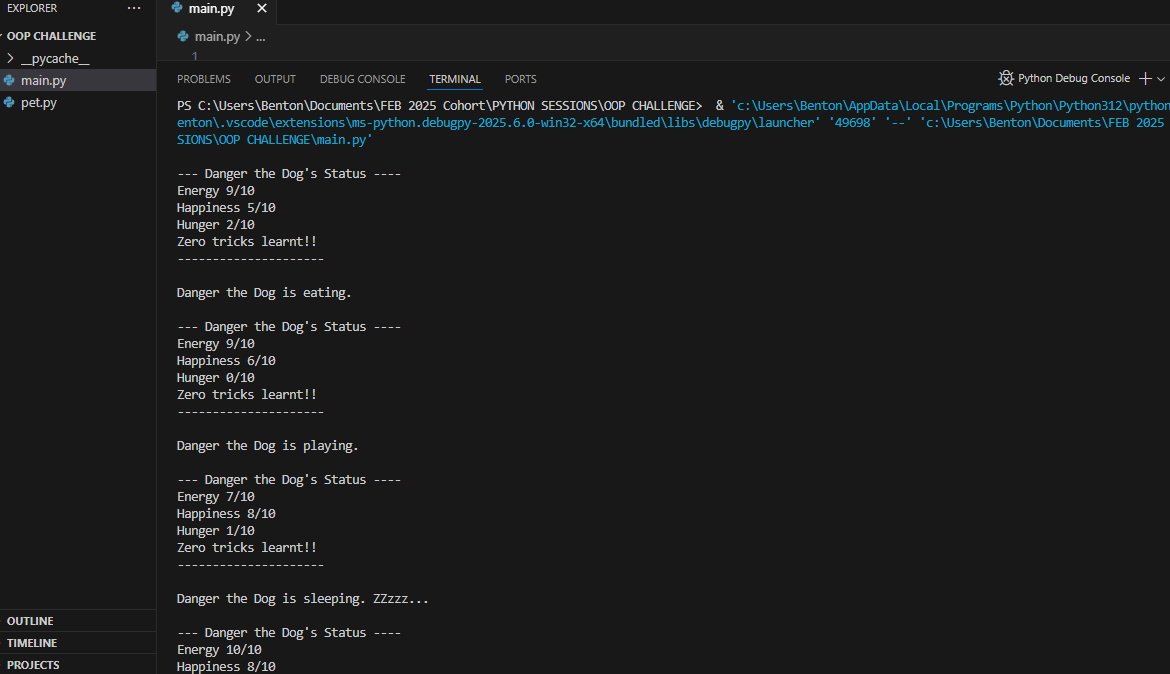 EXPLORER
...
main.py
OOP CHALLENGE
main.py > ...
__pycache__
1
main.py
PROBLEMS OUTPUT DEBUG CONSOLE TERMINAL PORTS
Python Debug Console
pet.py
PS C:\Users\Benton\Documents\FEB 2025 Cohort\PYTHON SESSIONS\OOP CHALLENGE>  & 'c:\Users\Benton\AppData\Local\Programs\Python\Python312\python
enton\.vscode\extensions\ms-python.debugpy-2025.6.0-win32-x64\bundled\libs\debugpy\launcher' '49698' '--' 'c:\Users\Benton\Documents\FEB 2025
SIONS\OOP CHALLENGE\main.py'
--- Danger the Dog's Status ----
Energy 9/10
Happiness 5/10
Hunger 2/10
Zero tricks learnt!!
---------------------
Danger the Dog is eating.
--- Danger the Dog's Status ----
Energy 9/10
Happiness 6/10
Hunger 0/10
Zero tricks learnt!!
---------------------
Danger the Dog is playing.
--- Danger the Dog's Status ----
Energy 7/10
Happiness 8/10
Hunger 1/10
Zero tricks learnt!!
---------------------
Danger the Dog is sleeping. ZZzzz...
--- Danger the Dog's Status ----
Energy 10/10
Happiness 8/10
OUTLINE
TIMELINE
PROJECTS